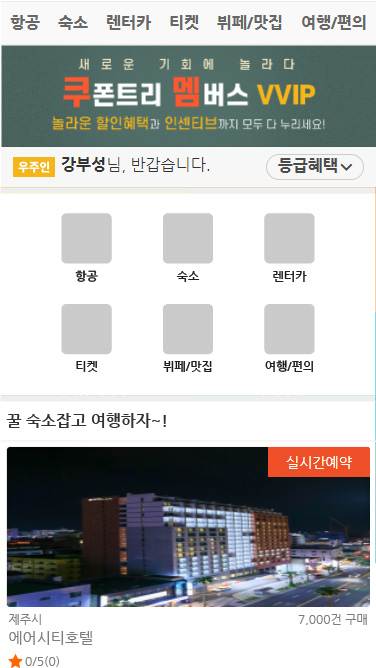 항공 숙소 렌터카 티켓 뷔페/맛집 여행/편의
새로운 기회에 놀라다
쿠폰트리 멤버스 VVIP
놀라운 할인혜택과 인센티브까지 모두 다 누리세요!
우주인 강부성님, 반갑습니다. 등급혜택
항공 숙소 렌터카
티켓 뷔페/맛집 여행/편의
꿀 숙소잡고 여행하자~!
실시간예약
제주시 7,000건 구매
에어시티호텔
0/5(0)